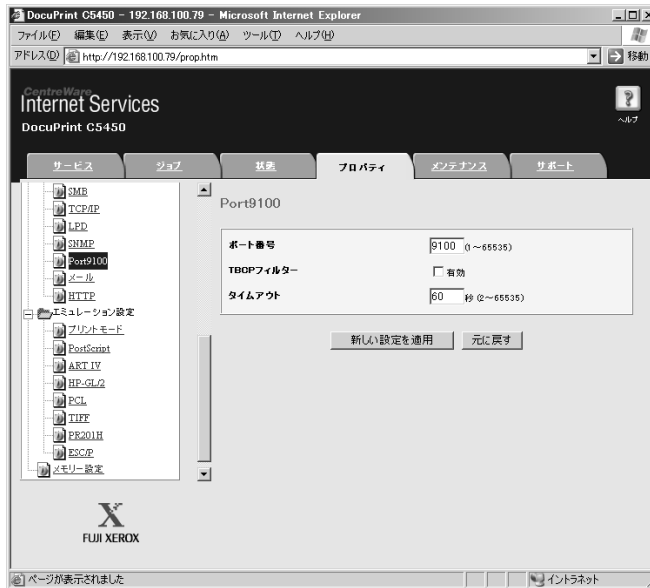 DocuPrint C5450 - 192.168.100.79 - Microsoft Internet Explorer
ファイル(F) 編集(E) 表示(V) お気に入り(A) ツール(T) ヘルプ(H)
アドレス(D) http://192.168.100.79/prop.htm 移動
CentreWare
Internet Services
DocuPrint C5450
ヘルプ
サービス ジョブ 状態 プロパティ メンテナンス サポート
SMB
TCP/IP
LPD
SNMP
Port9100
メール
HTTP
エミュレーション設定
プリントモード
PostScript
ART IV
HP-GL/2
PCL
TIFF
PR201H
ESC/P
メモリー設定
Port9100
ポート番号 9100 (1～65535)
TBCPフィルター 有効
タイムアウト 60 秒 (2～65535)
新しい設定を適用 元に戻す
FUJI XEROX
ページが表示されました イントラネット